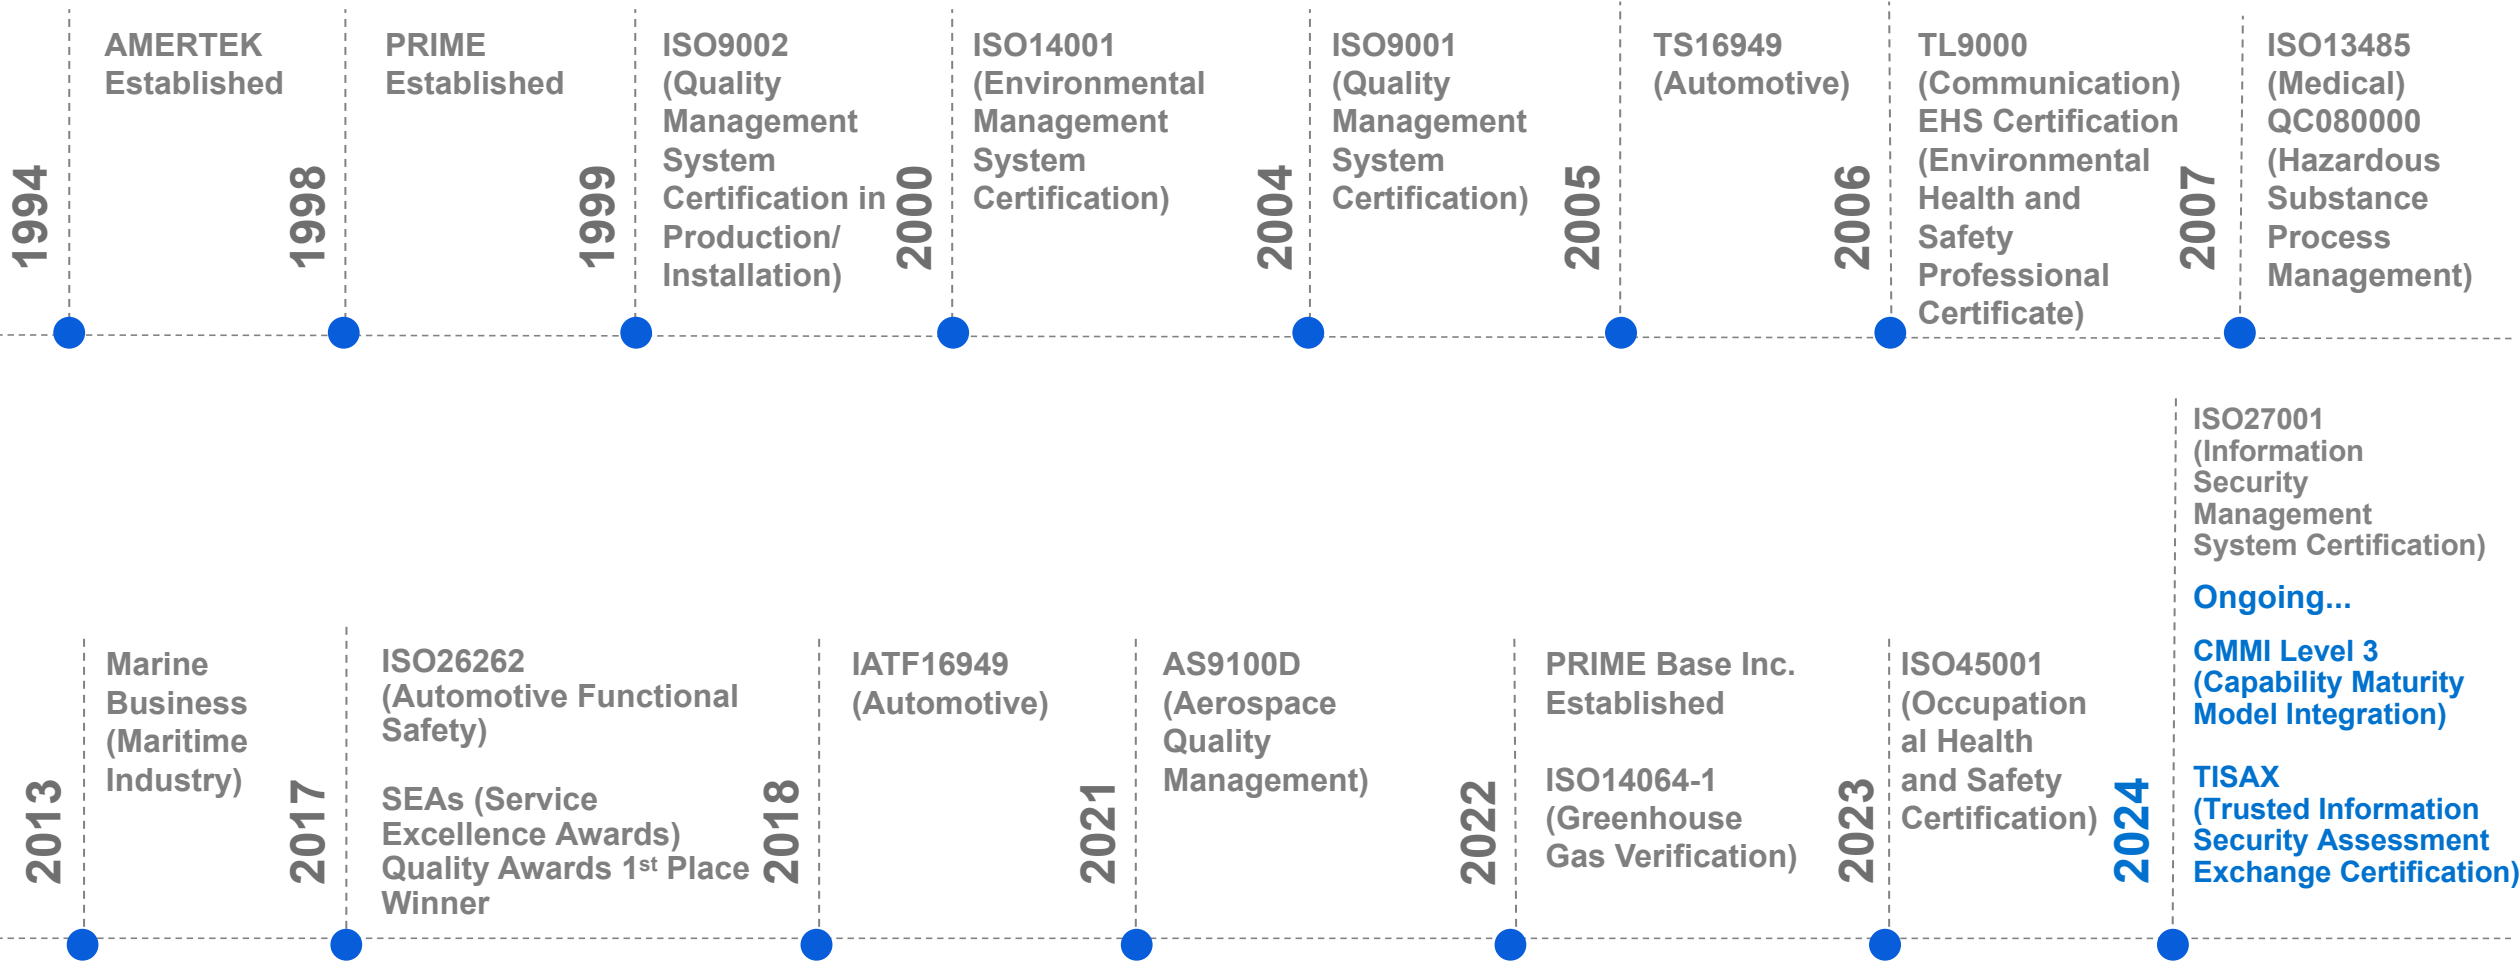 1994
AMERTEK
Established
1998
PRIME
Established
1999
ISO9002
(Quality
Management
System
Certification in
Production/
Installation)
2000
ISO14001
(Environmental
Management
System
Certification)
2004
ISO9001
(Quality
Management
System
Certification)
2005
TS16949
(Automotive)
2006
TL9000
(Communication)
EHS Certification
(Environmental
Health and
Safety
Professional
Certificate)
2007
ISO13485
(Medical)
QC080000
(Hazardous
Substance
Process
Management)
2013
Marine
Business
(Maritime
Industry)
2017
ISO26262
(Automotive Functional
Safety)
SEAs (Service
Excellence Awards)
Quality Awards 1st Place
Winner
2018
IATF16949
(Automotive)
2021
AS9100D
(Aerospace
Quality
Management)
2022
PRIME Base Inc.
Established
ISO14064-1
(Greenhouse
Gas Verification)
2023
ISO45001
(Occupation
al Health
and Safety
Certification)
2024
ISO27001
(Information
Security
Management
System Certification)
Ongoing...
CMMI Level 3
(Capability Maturity
Model Integration)
TISAX
(Trusted Information
Security Assessment
Exchange Certification)